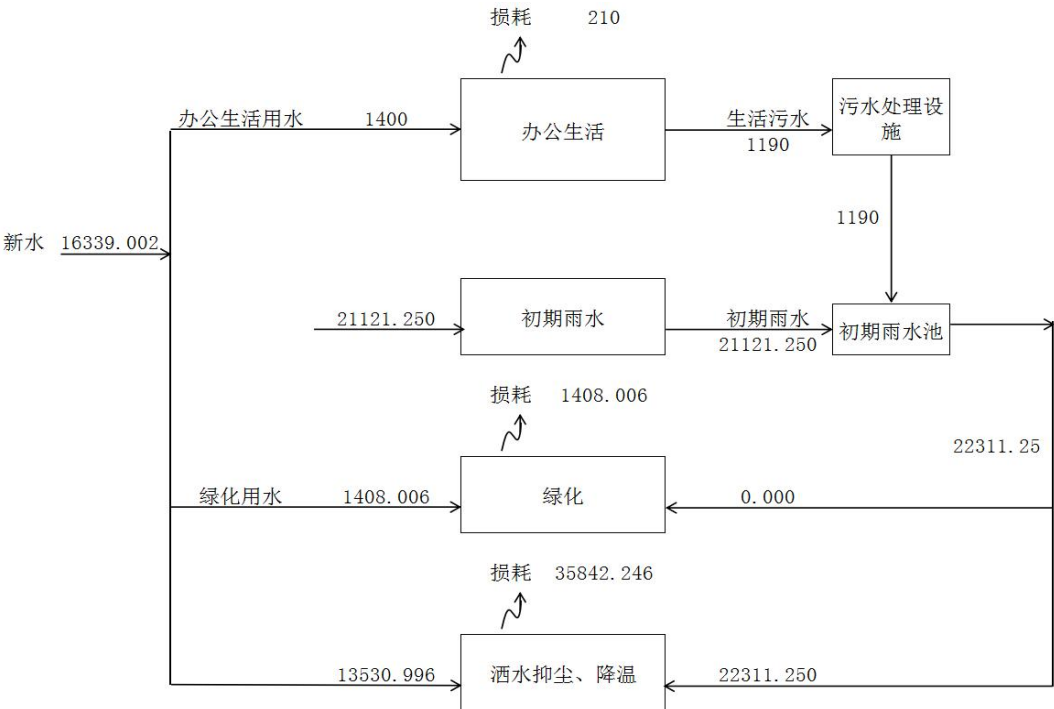 损耗 210
办公生活用水 1400
办公生活
生活污水
1190
污水处理设
施
1190
新水 16339.002
21121.250
初期雨水
初期雨水
21121.250
初期雨水池
损耗 1408.006
22311.25
绿化用水 1408.006
绿化
0.000
损耗 35842.246
13530.996
洒水抑尘、降温
22311.250